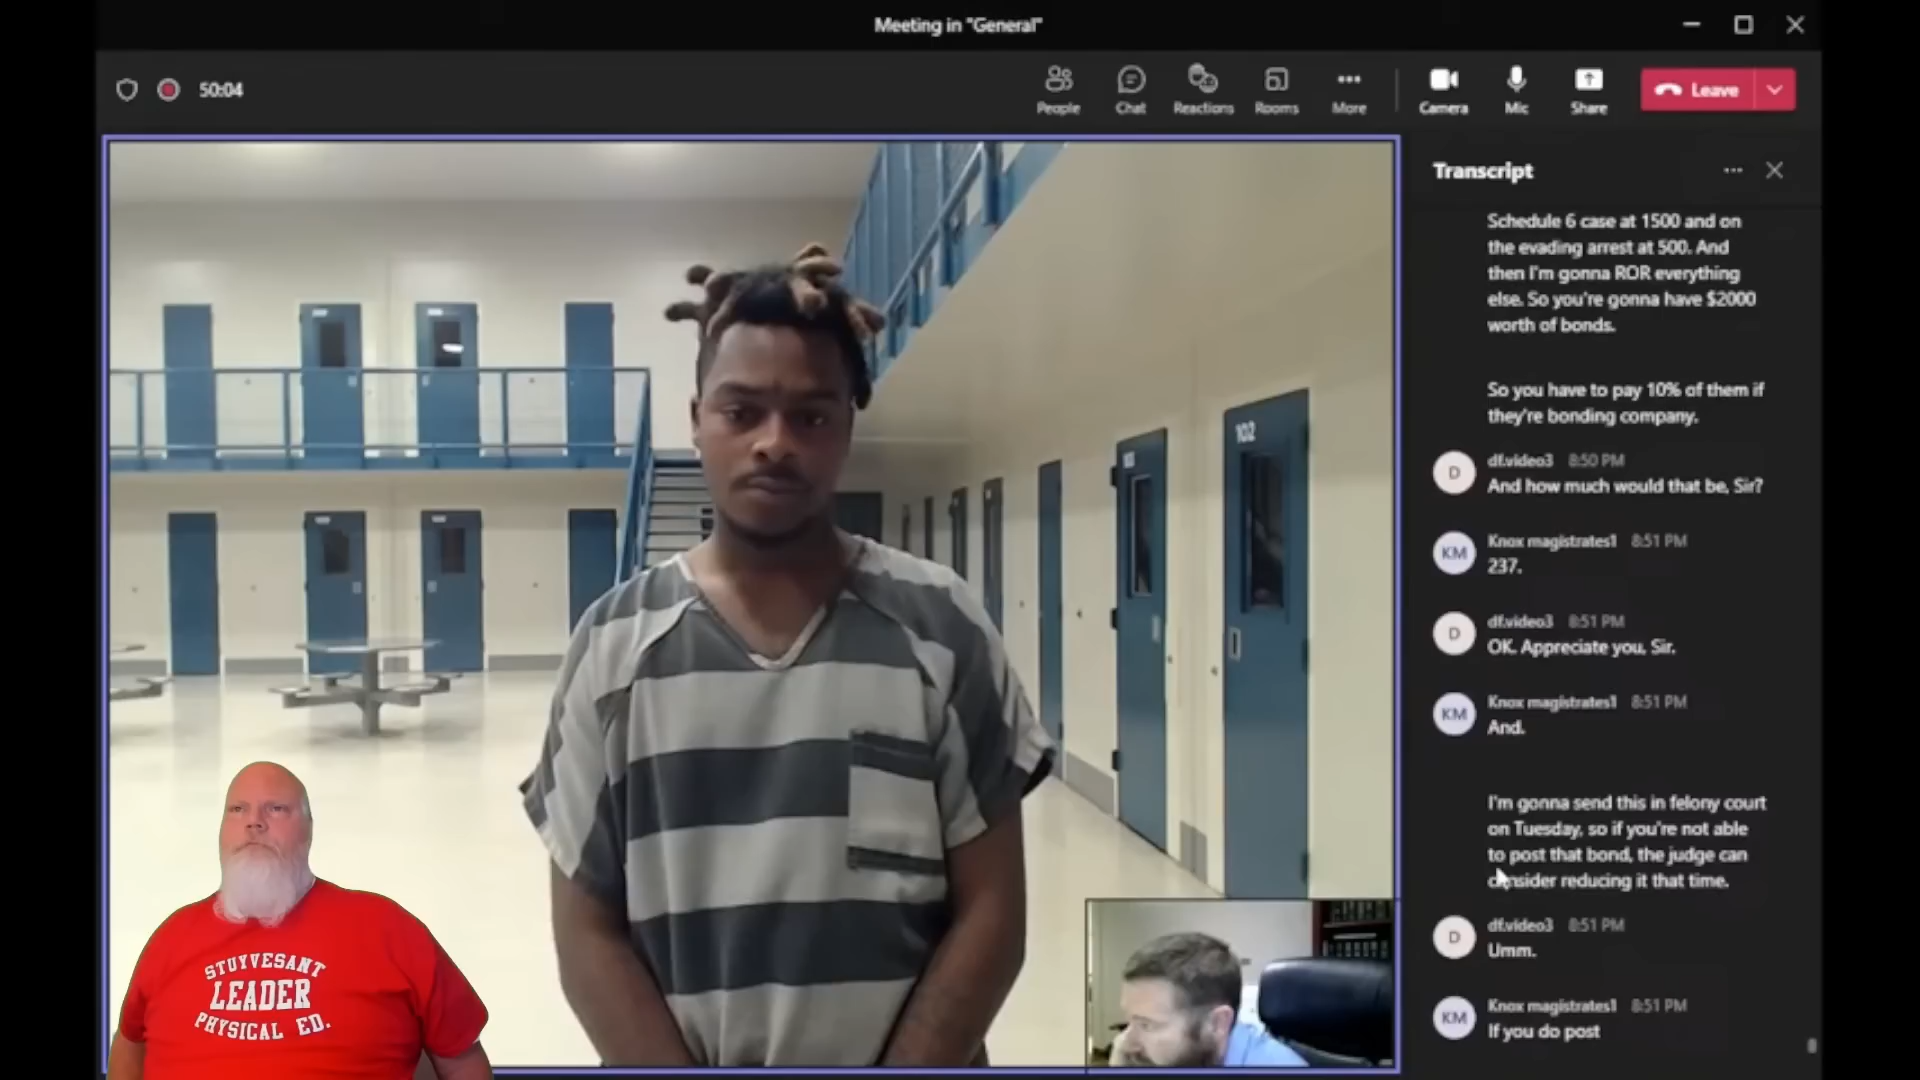 Meeting in "General"
50:04
People
Chat
Reactions
Rooms
More
Camera
Mic
Share
Leave
Transcript
Schedule 6 case at 1500 and on
the evading arrest at 500. And
then I'm gonna ROR everything
else. So you're gonna have $2000
worth of bonds.
So you have to pay 10% of them if
they're bonding company.
D
df.video3 8:50 PM
And how much would that be, Sir?
KM
Knox magistrates1 8:51 PM
237.
D
df.video3 8:51 PM
OK. Appreciate you, Sir.
KM
Knox magistrates1 8:51 PM
And.
I'm gonna send this in felony court
on Tuesday, so if you're not able
to post that bond, the judge can
consider reducing it that time.
D
df.video3 8:51 PM
Umm.
KM
Knox magistrates1 8:51 PM
If you do post
102
STUYVESANT
LEADER
PHYSICAL ED.